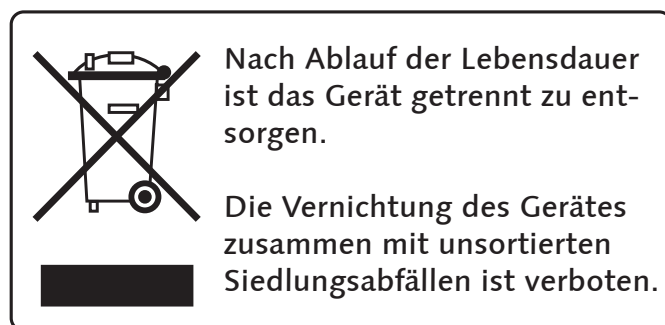 Nach Ablauf der Lebensdauer
ist das Gerät getrennt zu ent-
sorgen.
Die Vernichtung des Gerätes
zusammen mit unsortierten
Siedlungsabfällen ist verboten.